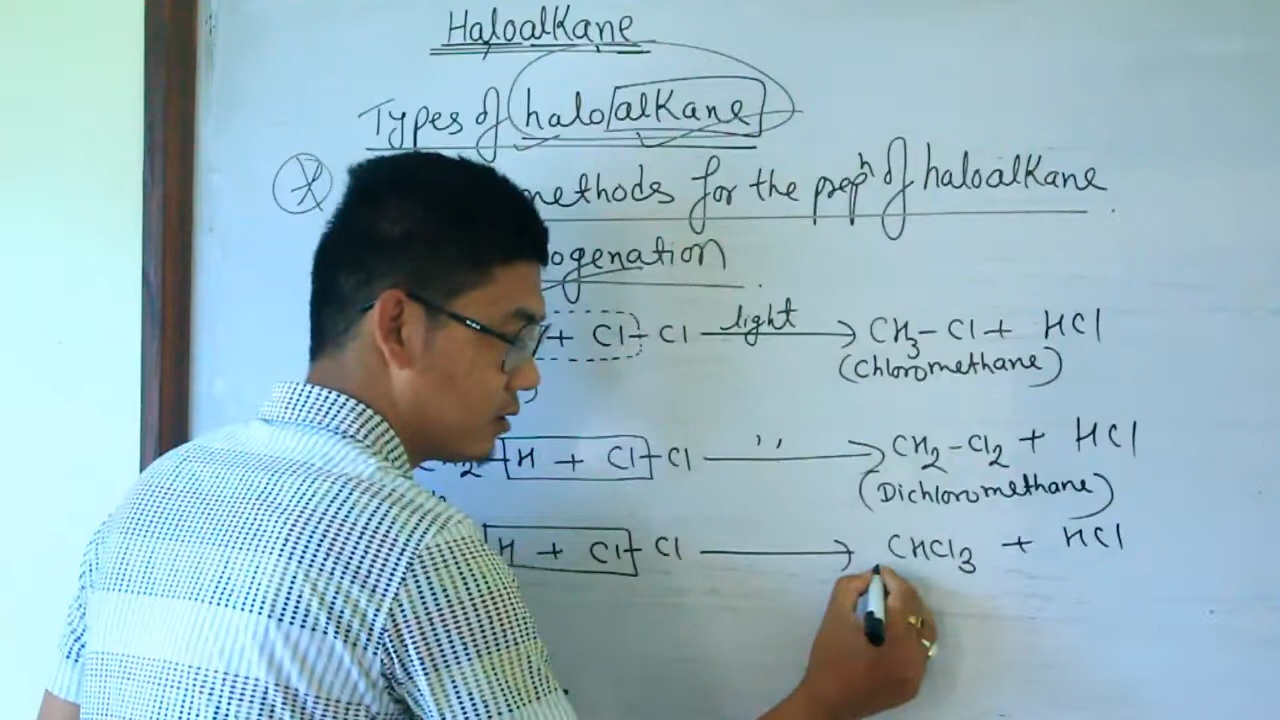 Haloalkane
Types of haloalkane
methods for the prepn of haloalkane
ogenation
+ Cl - Cl light → CH3 - Cl + HCl
(Chloromethane)
H + Cl - Cl ,, → CH2 - Cl2 + HCl
(Dichloromethane)
H + Cl - Cl → CHCl3 + HCl